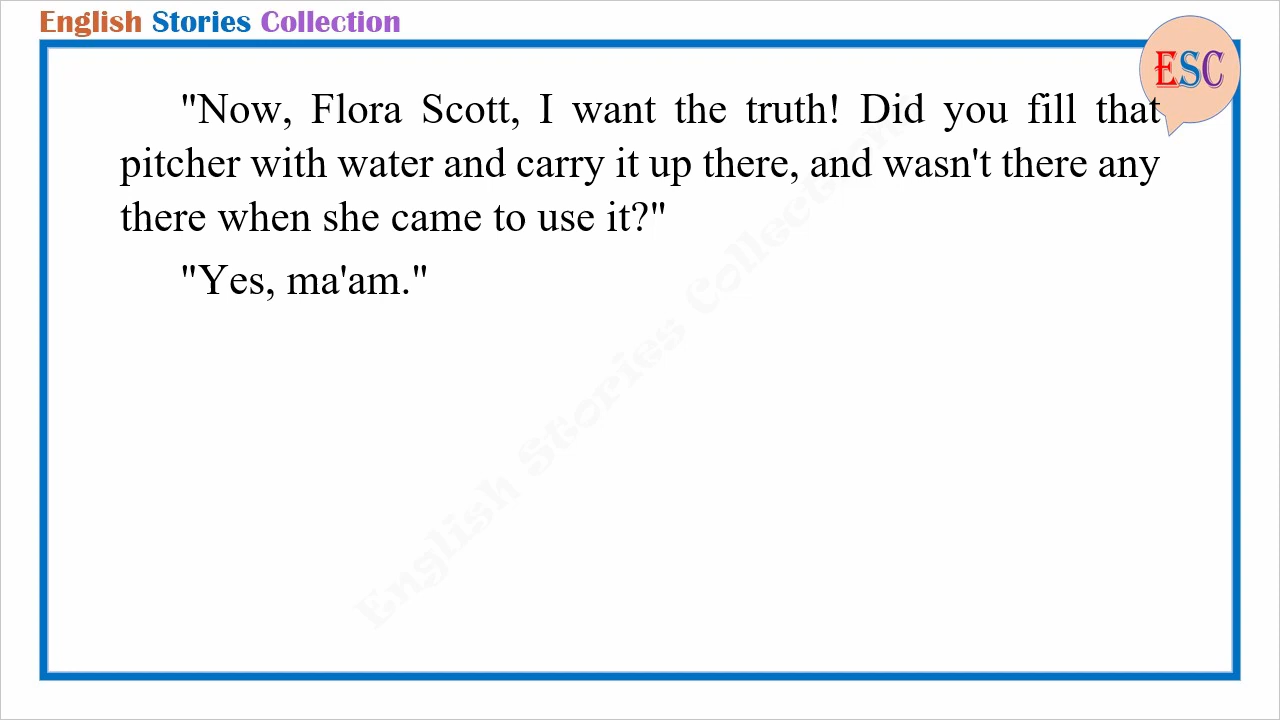 English Stories Collection
ESC
"Now, Flora Scott, I want the truth! Did you fill that
pitcher with water and carry it up there, and wasn't there any
there when she came to use it?"
"Yes, ma'am."
English Stories Collection